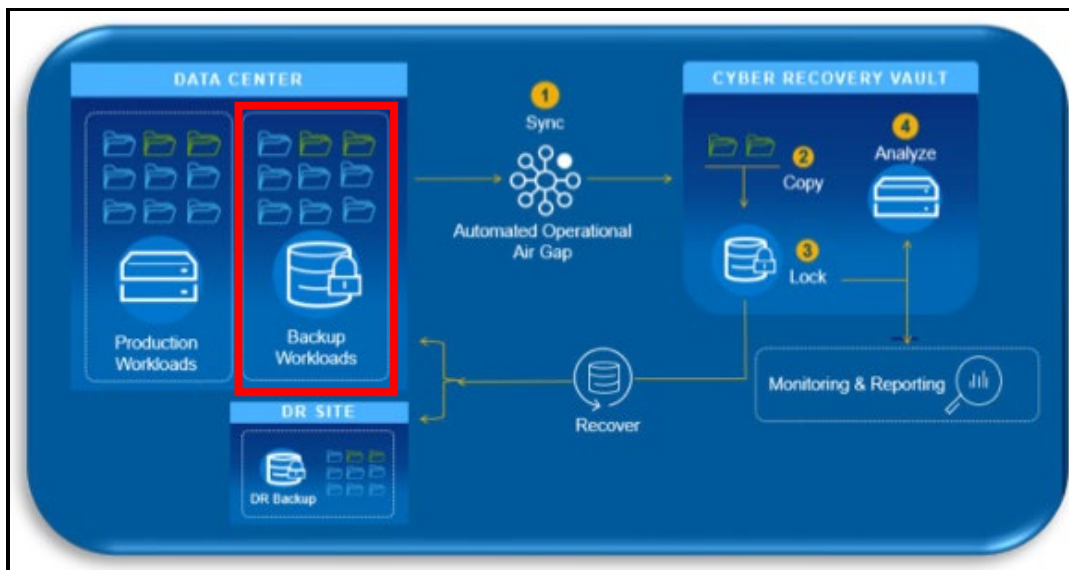 DATA CENTER
Production
Workloads
Backup
Workloads
DR SITE
DR Backup
1
Sync
Automated Operational
Air Gap
CYBER RECOVERY VAULT
2
Copy
3
Lock
4
Analyze
Monitoring & Reporting
Recover